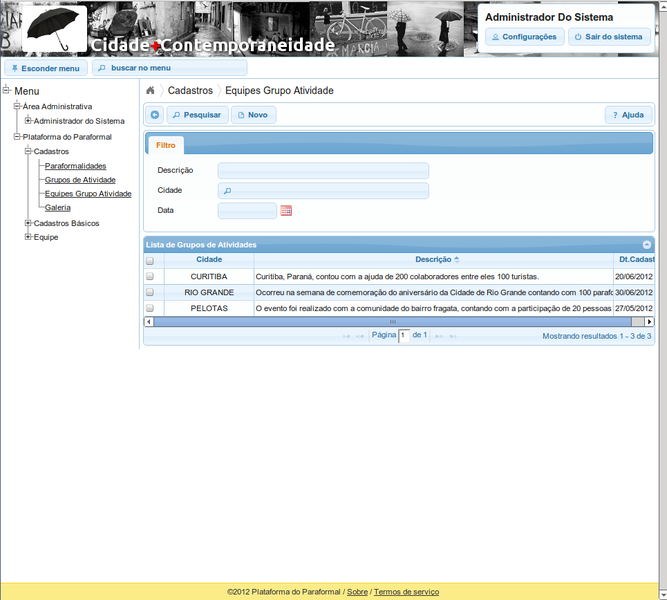 Administrador Do Sistema
Cidade+Contemporaneidade
Configurações
Sair do sistema
Esconder menu
buscar no menu
Menu
Área Administrativa
Administrador do Sistema
Plataforma do Paraformal
Cadastros
Paraformalidades
Grupos de Atividade
Equipes Grupo Atividade
Galeria
Cadastros Básicos
Equipe
Cadastros
Equipes Grupo Atividade
Pesquisar
Novo
? Ajuda
Filtro
Descrição
Cidade
Data
Lista de Grupos de Atividades
Cidade Descrição Dt.Cadast
CURITIBA Curitiba, Paraná, contou com a ajuda de 200 colaboradores entre eles 100 turistas. 20/06/2012
RIO GRANDE Ocorreu na semana de comemoração do aniversário da Cidade de Rio Grande contando com 100 parafo 30/06/2012
PELOTAS O evento foi realizado com a comunidade do bairro fragata, contando com a participação de 20 pessoas 27/05/2012
Página 1 de 1
Mostrando resultados 1 - 3 de 3
©2012 Plataforma do Paraformal / Sobre / Termos de serviço